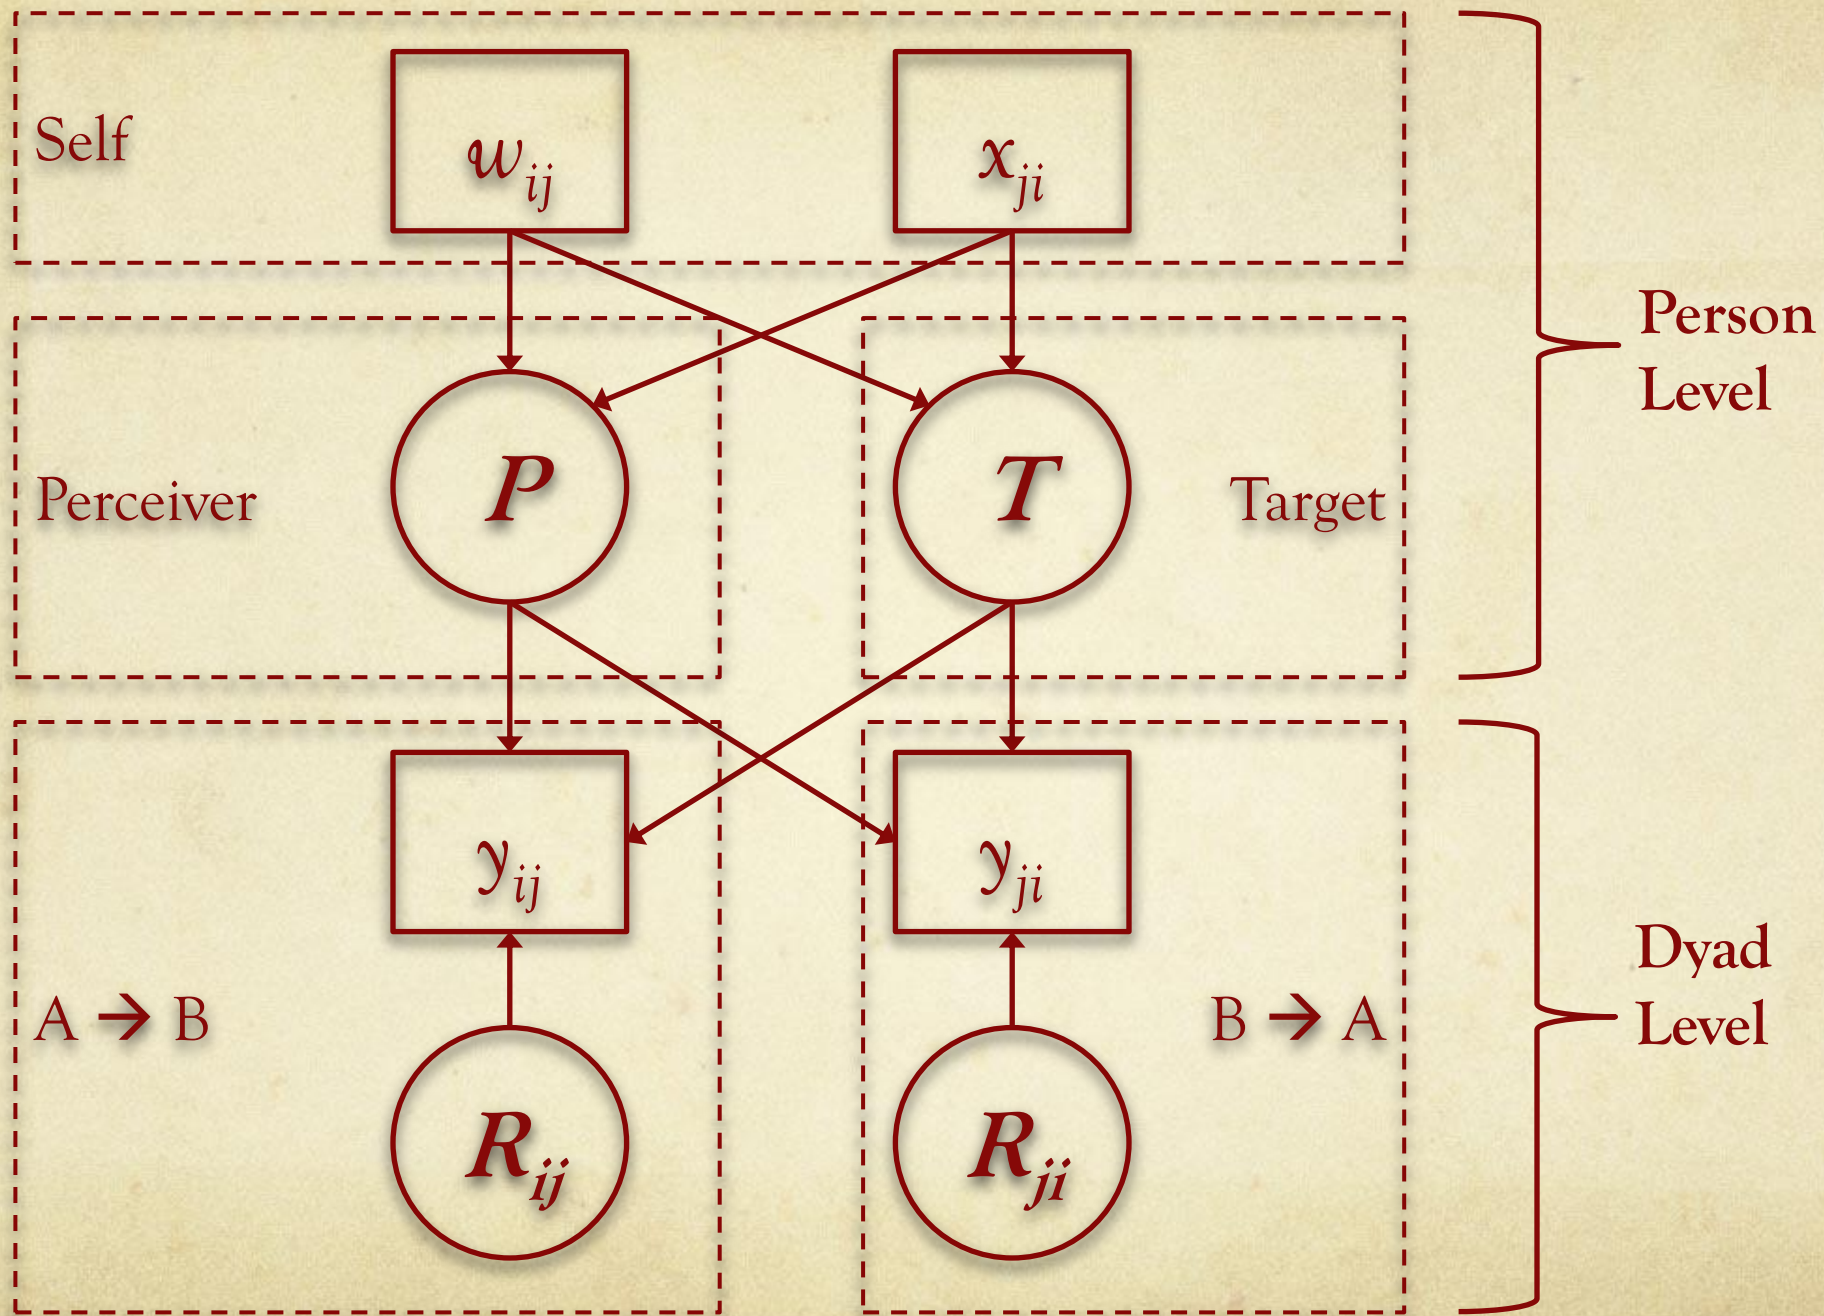 Self
w_ij
x_ji
Person
Level
Perceiver
P
T
Target
y_ij
y_ji
A → B
B → A
Dyad
Level
R_ij
R_ji